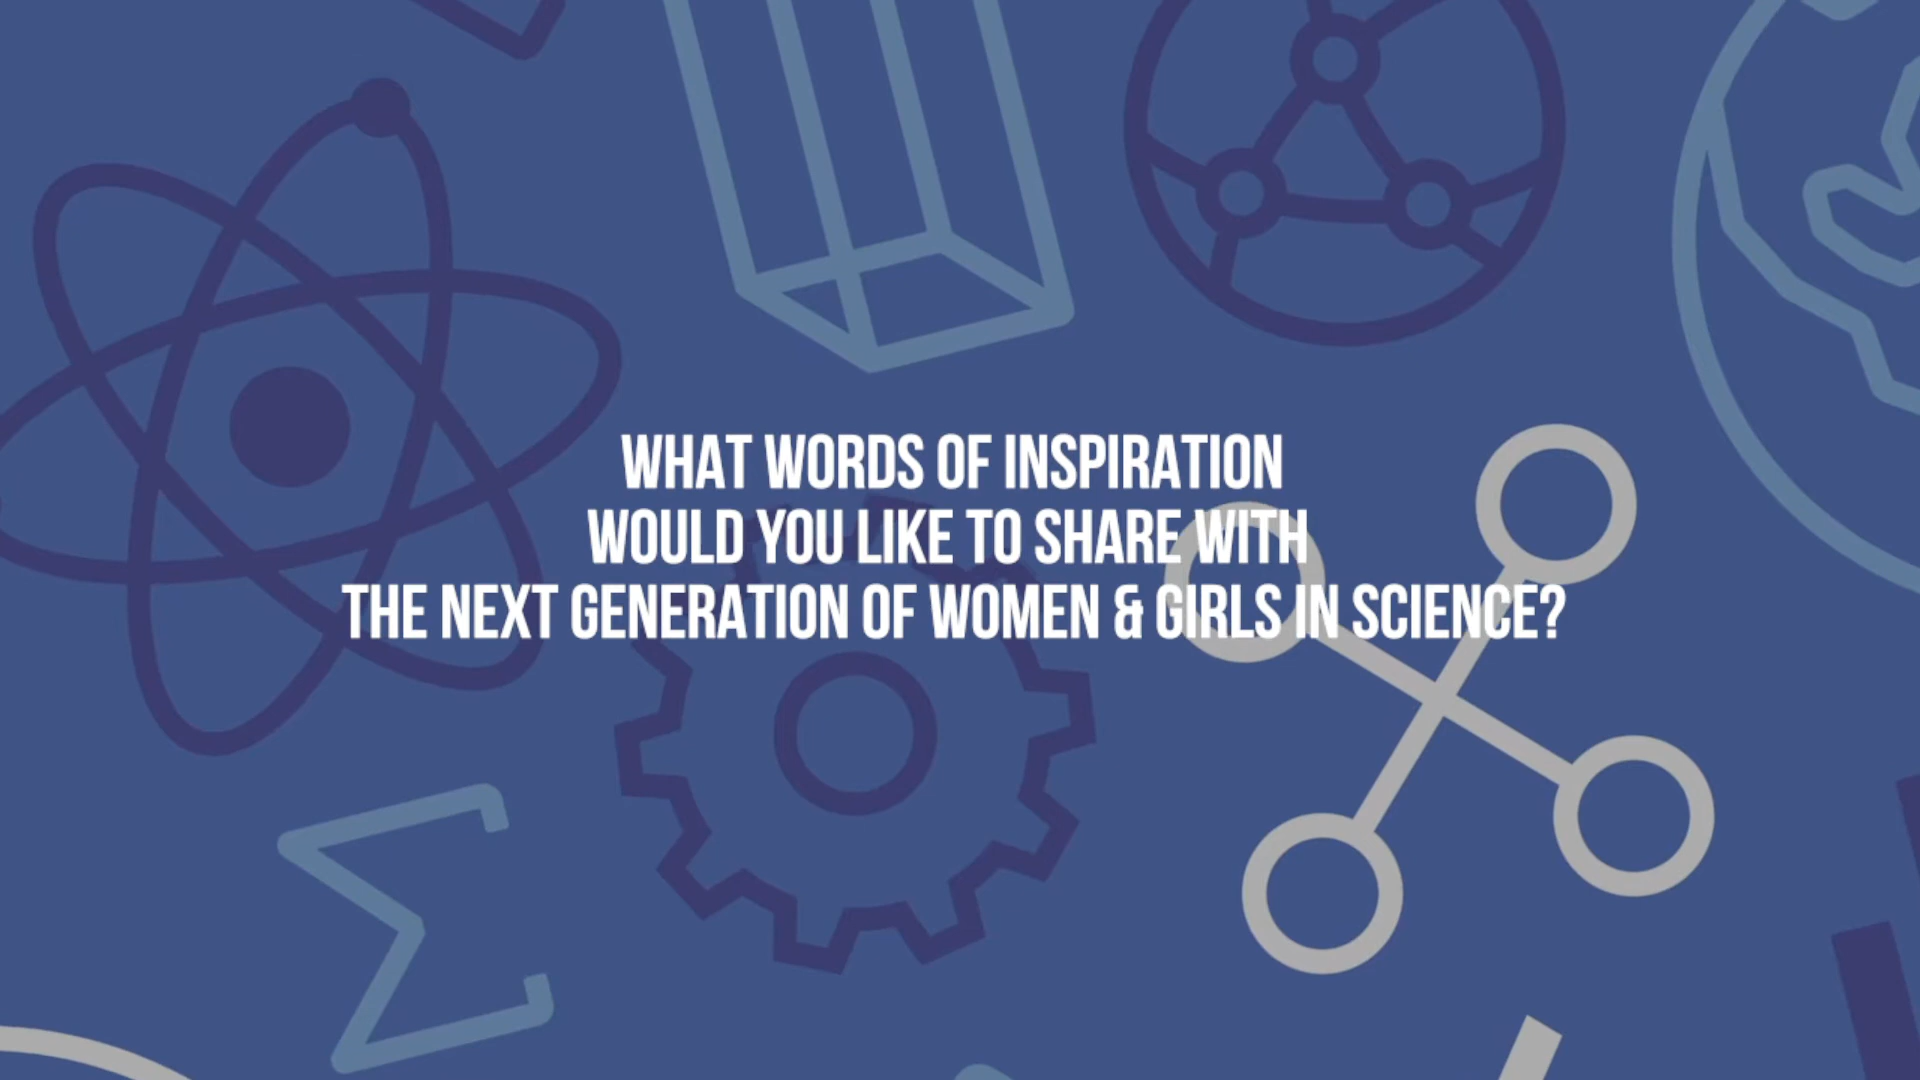 WHAT WORDS OF INSPIRATION
WOULD YOU LIKE TO SHARE WITH
THE NEXT GENERATION OF WOMEN & GIRLS IN SCIENCE?